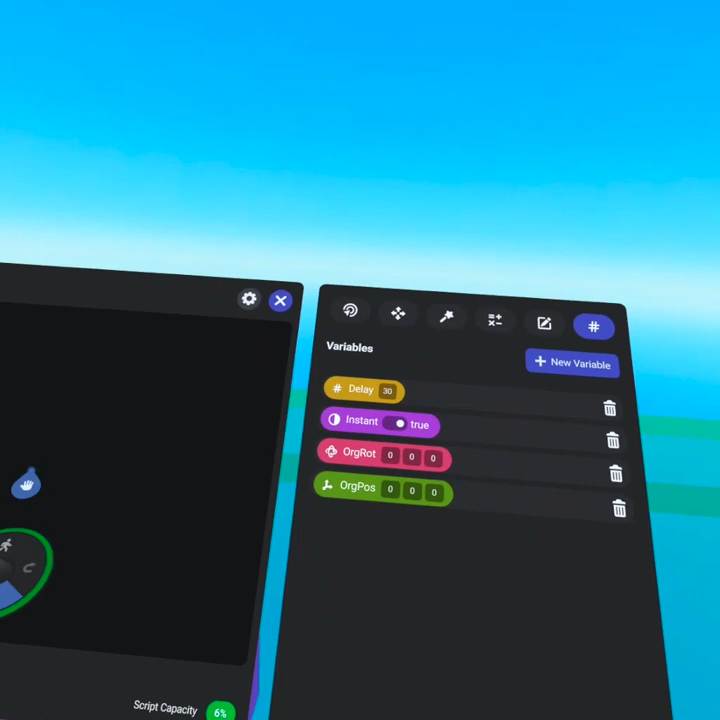 Variables
+ New Variable
# Delay 30
Instant true
OrgRot 0 0 0
OrgPos 0 0 0
Script Capacity 6%